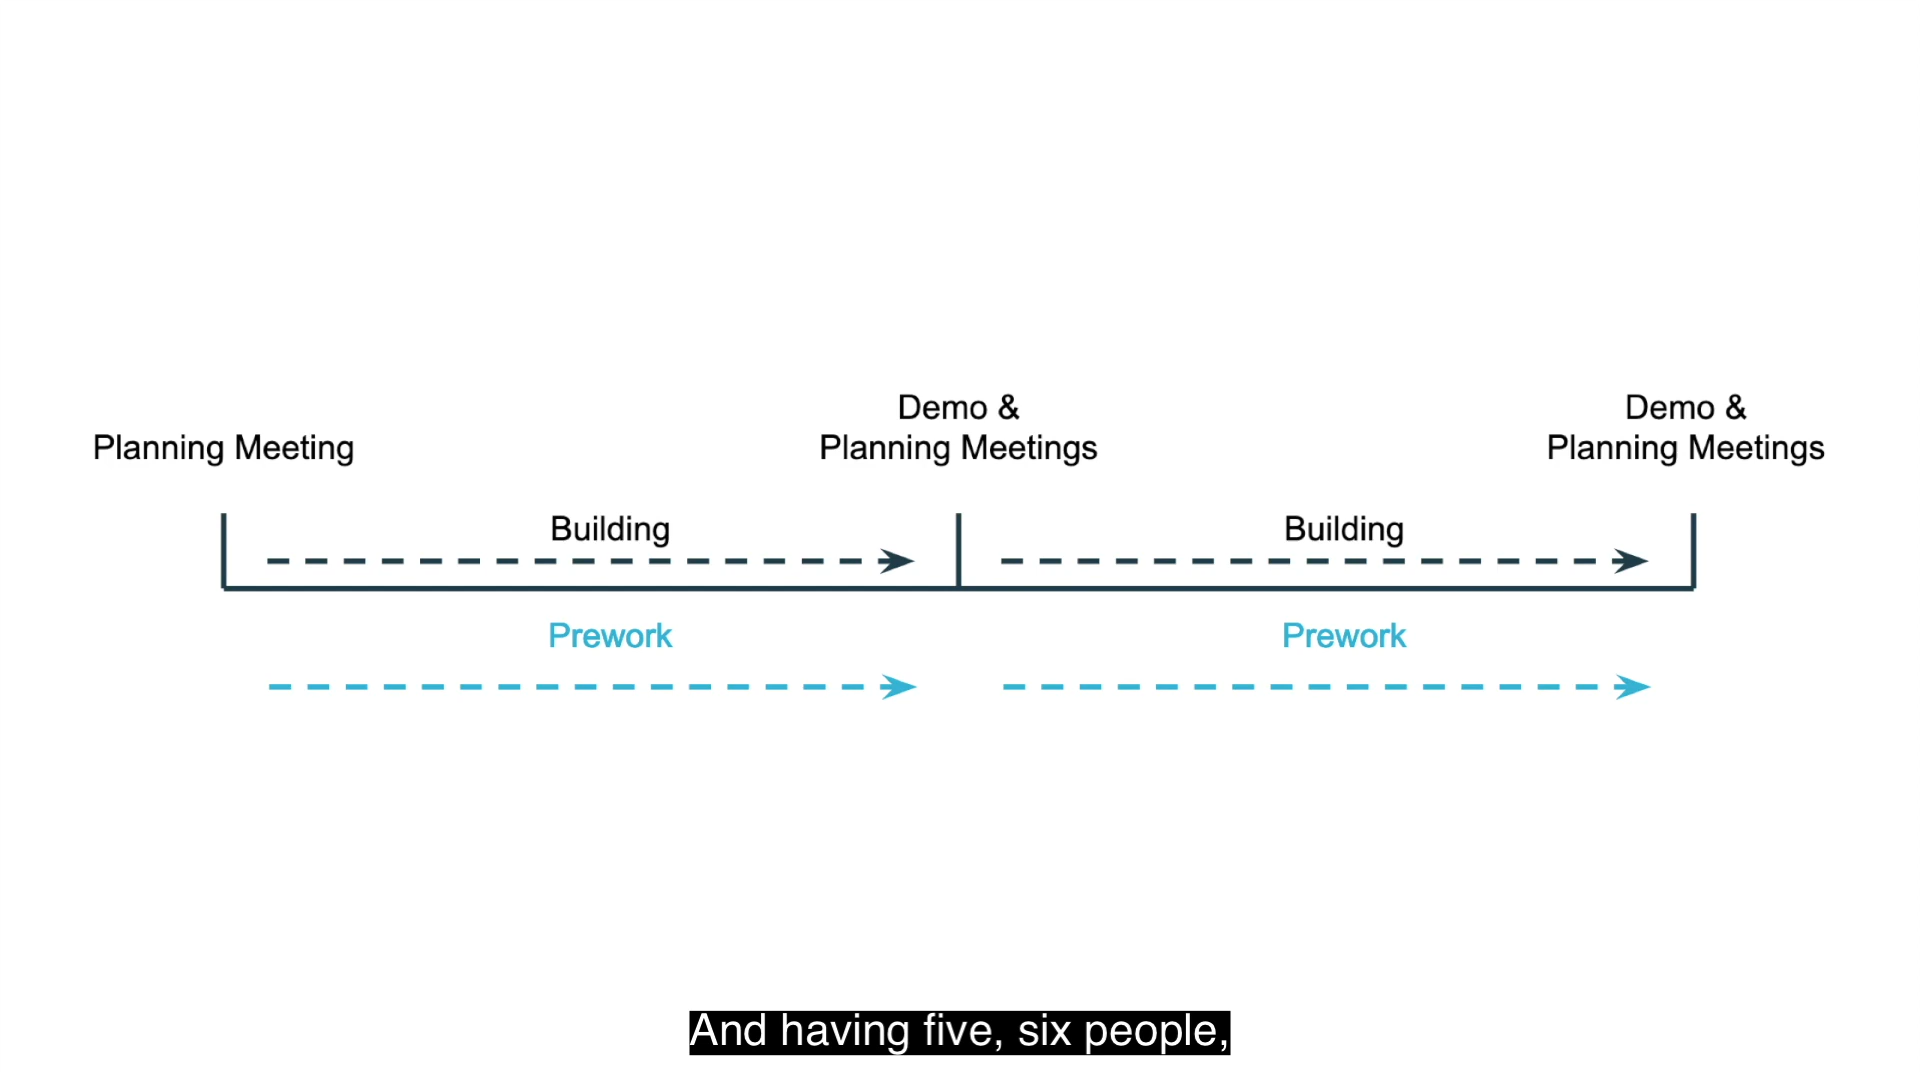 Planning Meeting
Demo &
Planning Meetings
Demo &
Planning Meetings
Building
Building
Prework
Prework
And having five, six people,